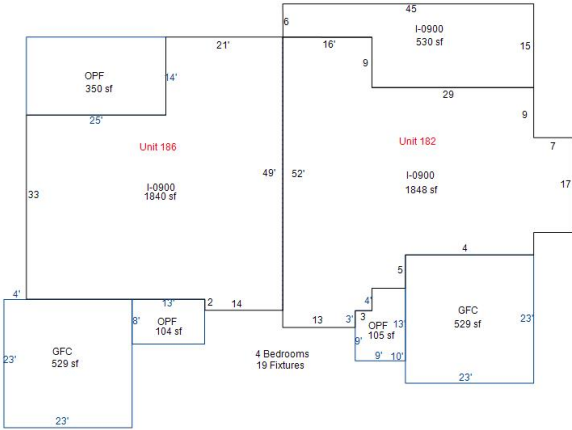 45
6
I-0900
530 sf
15
21'
16'
OPF
350 sf
14'
9
29
25'
9
Unit 186
Unit 182
7
33
49'
52'
I-0900
1840 sf
I-0900
1848 sf
17
4
5
4'
13'
2
14
4'
3
13
3'
8'
OPF
104 sf
OPF
105 sf
13'
GFC
529 sf
23'
GFC
529 sf
23'
9'
4 Bedrooms
19 Fixtures
9'
10'
23'
23'